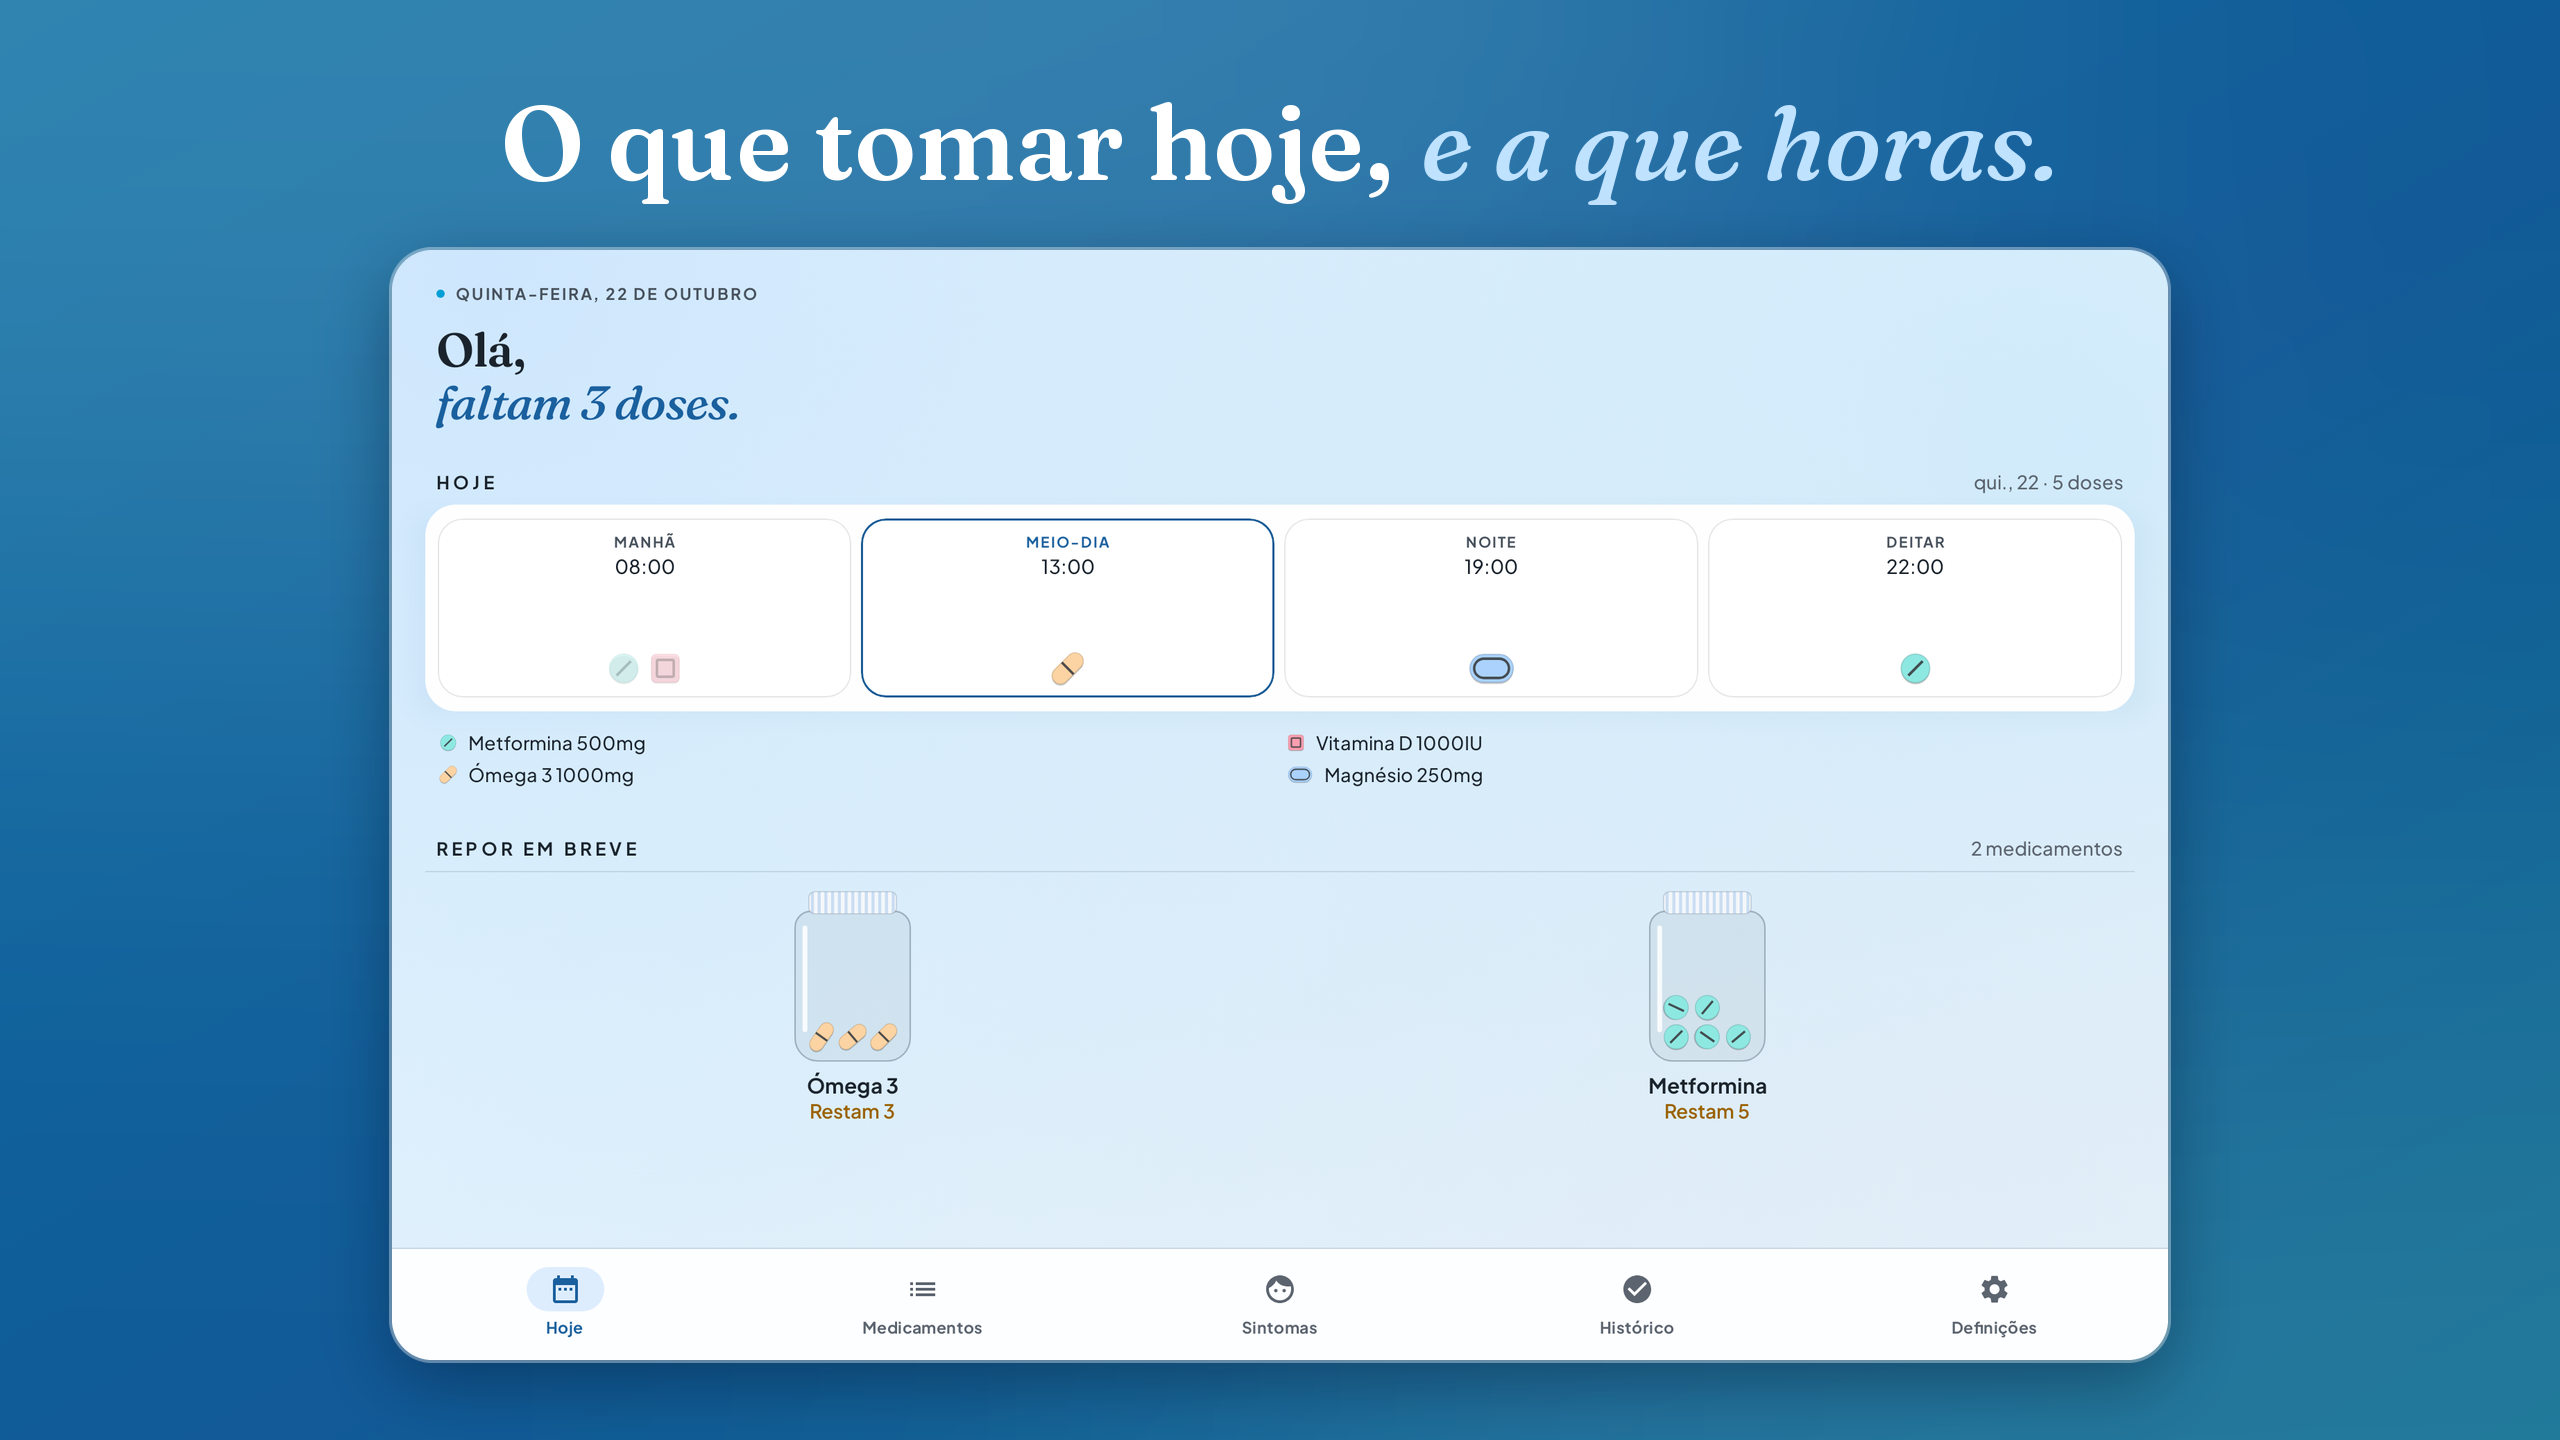 O que tomar hoje, e a que horas.
QUINTA-FEIRA, 22 DE OUTUBRO
Olá,
faltam 3 doses.
HOJE
qui., 22 · 5 doses
MANHÃ
08:00
MEIO-DIA
13:00
NOITE
19:00
DEITAR
22:00
Metformina 500mg
Vitamina D 1000IU
Ómega 3 1000mg
Magnésio 250mg
REPOR EM BREVE
2 medicamentos
Ómega 3
Restam 3
Metformina
Restam 5
Hoje
Medicamentos
Sintomas
Histórico
Definições